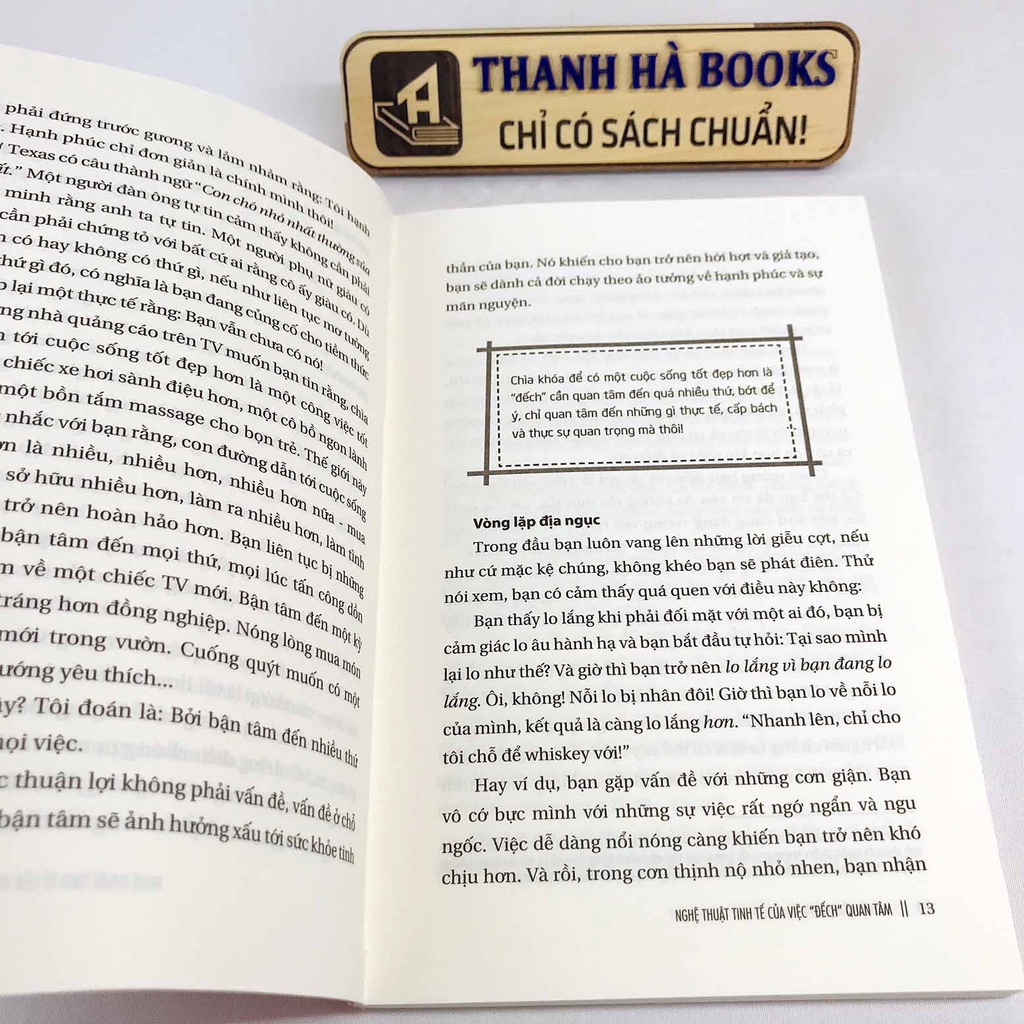 THANH HÀ BOOKS
CHỈ CÓ SÁCH CHUẨN!
phải đứng trước gương và lảm nhảm rằng: Tôi hạnh
Hạnh phúc chỉ đơn giản là chính mình thôi!
Texas có câu thành ngữ “Con chó nhỏ nhất thường sủa
Một người đàn ông tự tin cảm thấy không cần phải
minh rằng anh ta tự tin. Một người phụ nữ giàu có
cần phải chứng tỏ với bất cứ ai rằng cô ấy giàu có. Dù
có hay không có thứ gì, nếu như liên tục mơ tưởng
thứ gì đó, có nghĩa là bạn đang củng cố cho tiềm thức
lại một thực tế rằng: Bạn vẫn chưa có nó!
nhà quảng cáo trên TV muốn bạn tin rằng, chìa
tới cuộc sống tốt đẹp hơn là một công việc tốt
chiếc xe hơi sành điệu hơn, một cô bồ ngon lành
một bồn tắm massage cho bọn trẻ. Thế giới này
nhắc với bạn rằng, con đường dẫn tới cuộc sống
là nhiều, nhiều hơn, nhiều hơn nữa - mua
sở hữu nhiều hơn, làm ra nhiều hơn, làm tình
trở nên hoàn hảo hơn. Bạn liên tục bị những
bận tâm đến mọi thứ, mọi lúc tấn công dồn
về một chiếc TV mới. Bận tâm đến một kỳ
tráng hơn đồng nghiệp. Nóng lòng mua món
mới trong vườn. Cuống quýt muốn có một
hướng yêu thích...
Tôi đoán là: Bởi bận tâm đến nhiều thứ
mọi việc.
thuận lợi không phải vấn đề, vấn đề ở chỗ
bận tâm sẽ ảnh hưởng xấu tới sức khỏe tinh
thần của bạn. Nó khiến cho bạn trở nên hời hợt và giả tạo,
bạn sẽ dành cả đời chạy theo ảo tưởng về hạnh phúc và sự
mãn nguyện.
Chìa khóa để có một cuộc sống tốt đẹp hơn là
“đếch” cần quan tâm đến quá nhiều thứ, bớt để
ý, chỉ quan tâm đến những gì thực tế, cấp bách
và thực sự quan trọng mà thôi!
Vòng lặp địa ngục
Trong đầu bạn luôn vang lên những lời giễu cợt, nếu
như cứ mặc kệ chúng, không khéo bạn sẽ phát điên. Thử
nói xem, bạn có cảm thấy quá quen với điều này không:
Bạn thấy lo lắng khi phải đối mặt với một ai đó, bạn bị
cảm giác lo âu hành hạ và bạn bắt đầu tự hỏi: Tại sao mình
lại lo như thế? Và giờ thì bạn trở nên lo lắng vì bạn đang lo
lắng. Ôi, không! Nỗi lo bị nhân đôi! Giờ thì bạn lo về nỗi lo
của mình, kết quả là càng lo lắng hơn. “Nhanh lên, chỉ cho
tôi chỗ để whiskey với!”
Hay ví dụ, bạn gặp vấn đề với những cơn giận. Bạn
vô cớ bực mình với những sự việc rất ngớ ngẩn và ngu
ngốc. Việc dễ dàng nổi nóng càng khiến bạn trở nên khó
chịu hơn. Và rồi, trong cơn thịnh nộ nhỏ nhen, bạn nhận
NGHỆ THUẬT TINH TẾ CỦA VIỆC “ĐẾCH” QUAN TÂM || 13